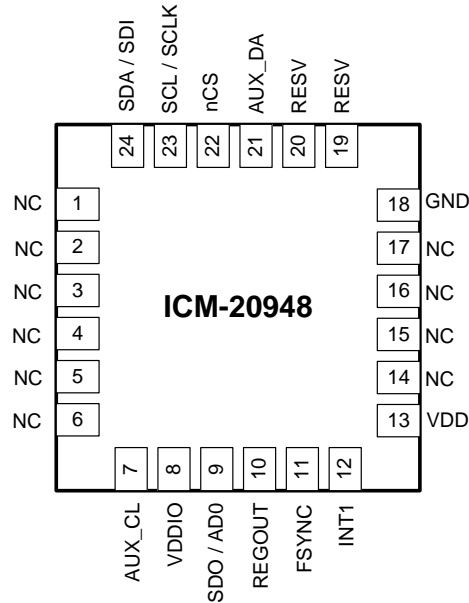 SDA / SDI
SCL / SCLK
nCS
AUX_DA
RESV
RESV
24
23
22
21
20
19
NC 1
18 GND
NC 2
17 NC
NC 3
16 NC
ICM-20948
NC 4
15 NC
NC 5
14 NC
NC 6
13 VDD
7
8
9
10
11
12
AUX_CL
VDDIO
SDO / AD0
REGOUT
FSYNC
INT1